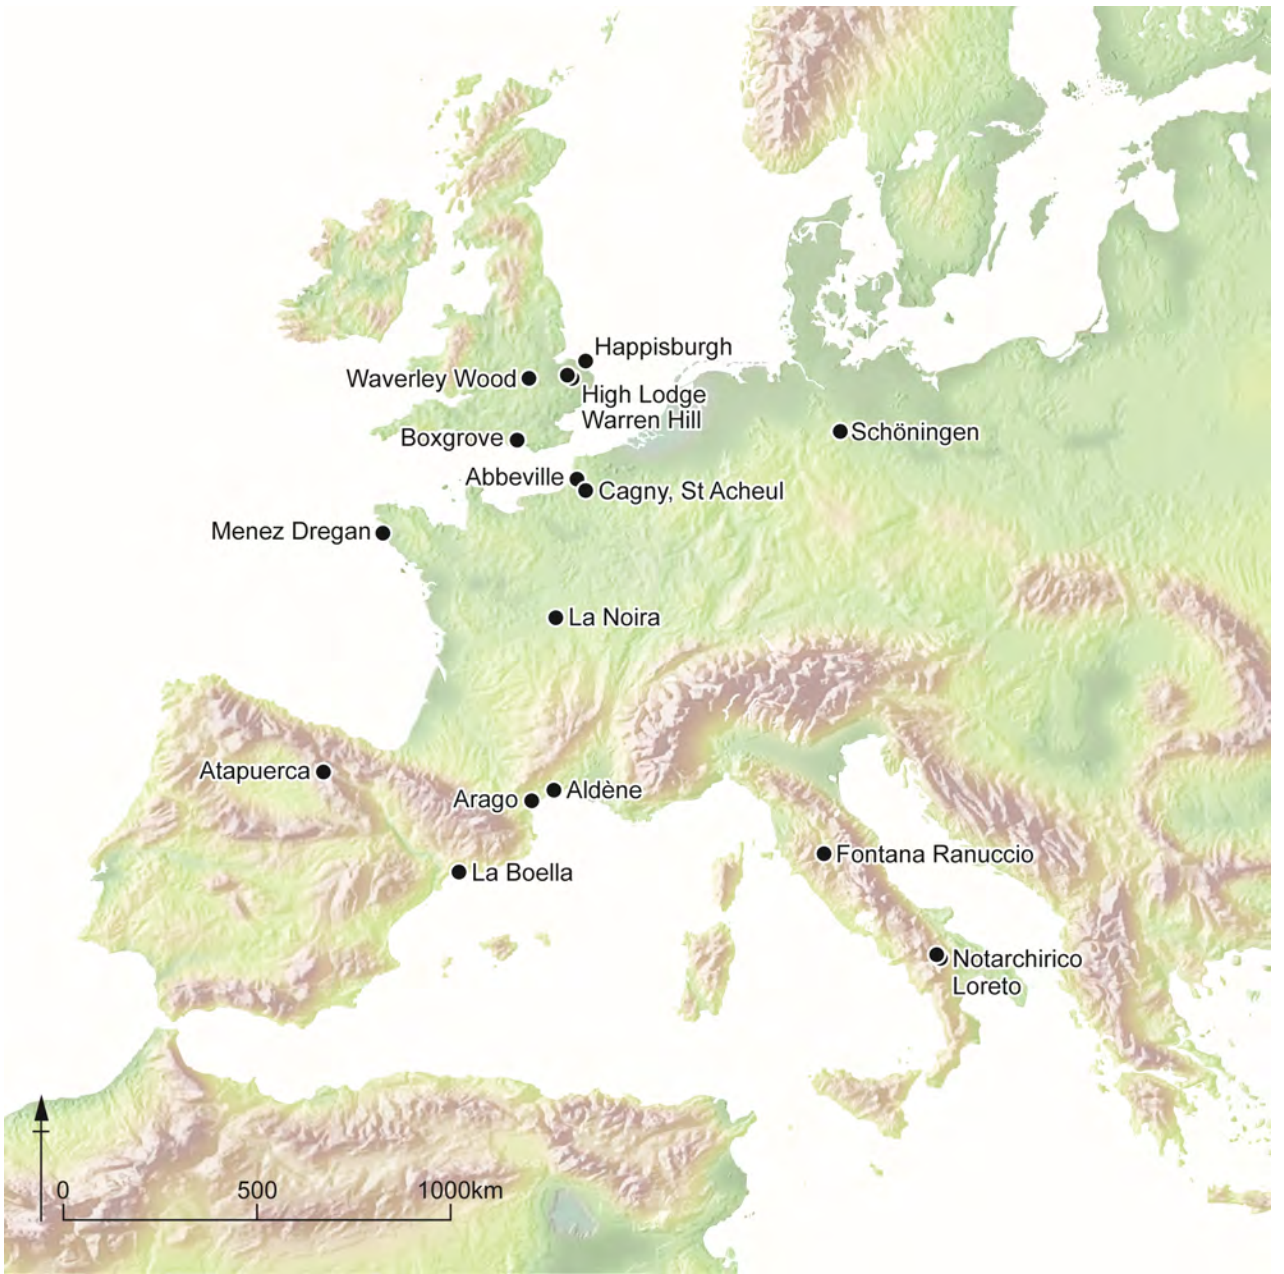 Happisburgh
Waverley Wood
High Lodge
Warren Hill
Boxgrove
Schöningen
Abbeville
Cagny, St Acheul
Menez Dregan
La Noira
Atapuerca
Aldène
Arago
Fontana Ranuccio
La Boella
Notarchirico
Loreto
0 500 1000km